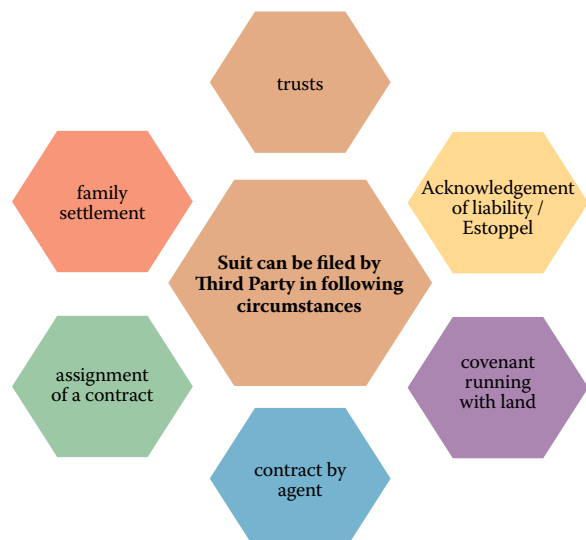 trusts
Acknowledgement
of liability /
Estoppel
family
settlement
Suit can be filed by
Third Party in following
circumstances
assignment
of a contract
covenant
running
with land
contract by
agent